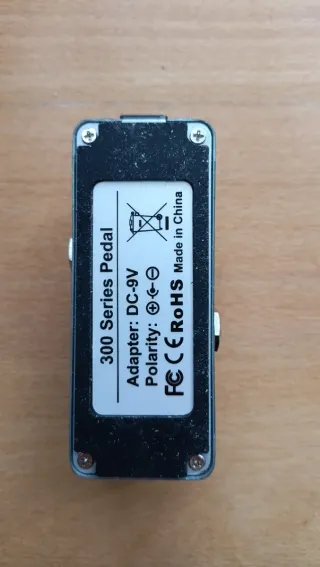 300 Series Pedal
Adapter: DC-9V
Polarity:
FC CE RoHS Made in China